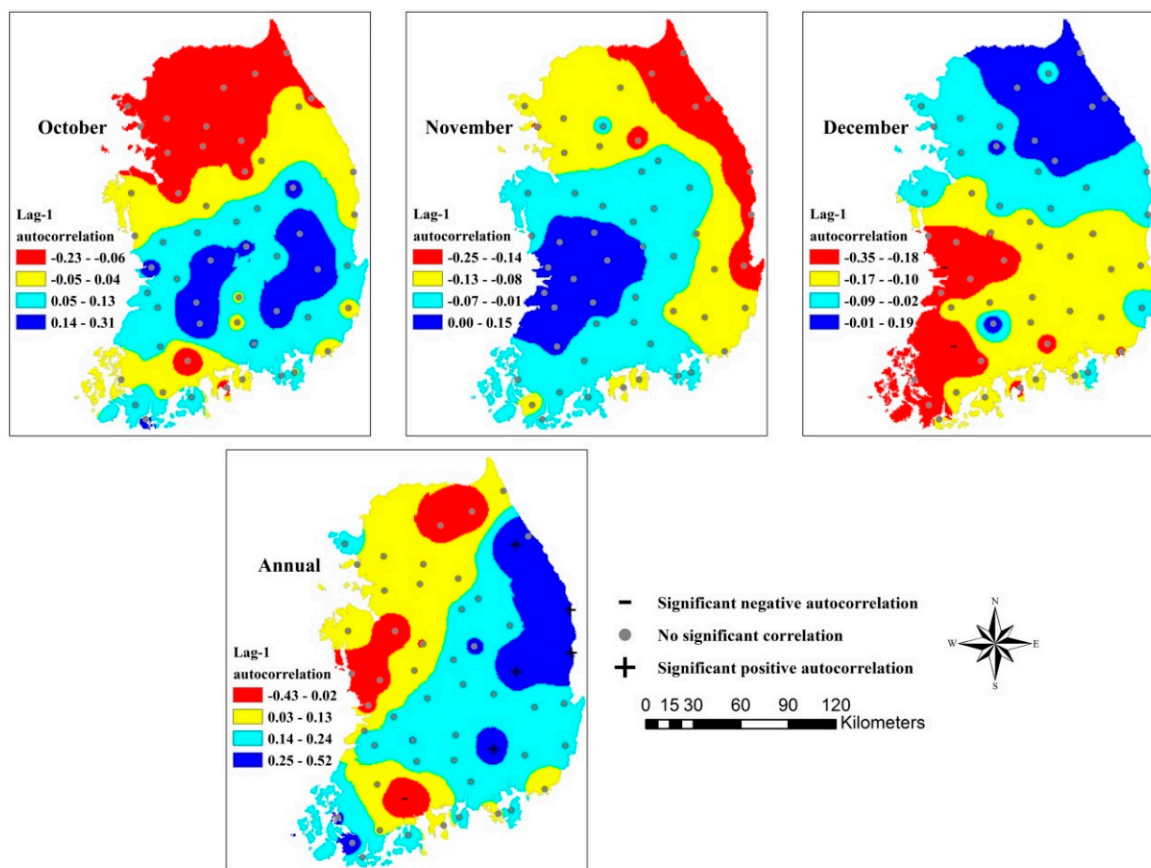 October
Lag-1
autocorrelation
-0.23 - -0.06
-0.05 - 0.04
0.05 - 0.13
0.14 - 0.31
November
Lag-1
autocorrelation
-0.25 - -0.14
-0.13 - -0.08
-0.07 - -0.01
0.00 - 0.15
December
Lag-1
autocorrelation
-0.35 - -0.18
-0.17 - -0.10
-0.09 - -0.02
-0.01 - 0.19
Annual
Lag-1
autocorrelation
-0.43 - 0.02
0.03 - 0.13
0.14 - 0.24
0.25 - 0.52
Significant negative autocorrelation
No significant correlation
Significant positive autocorrelation
0 15 30 60 90 120
Kilometers
N
W E
S